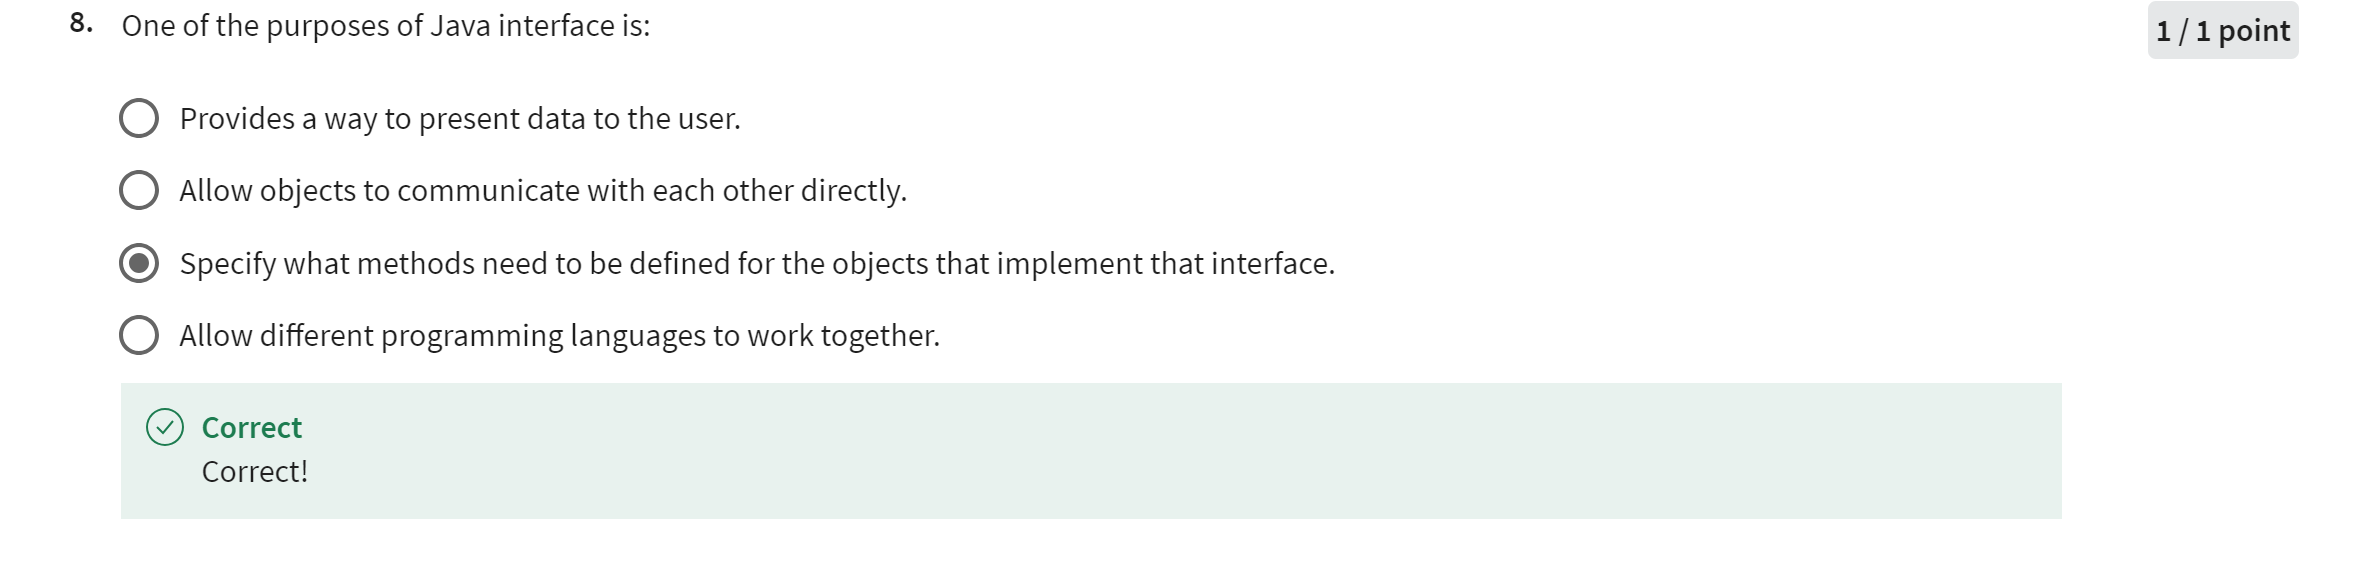 8. One of the purposes of Java interface is:
1 / 1 point
Provides a way to present data to the user.
Allow objects to communicate with each other directly.
Specify what methods need to be defined for the objects that implement that interface.
Allow different programming languages to work together.
Correct
Correct!